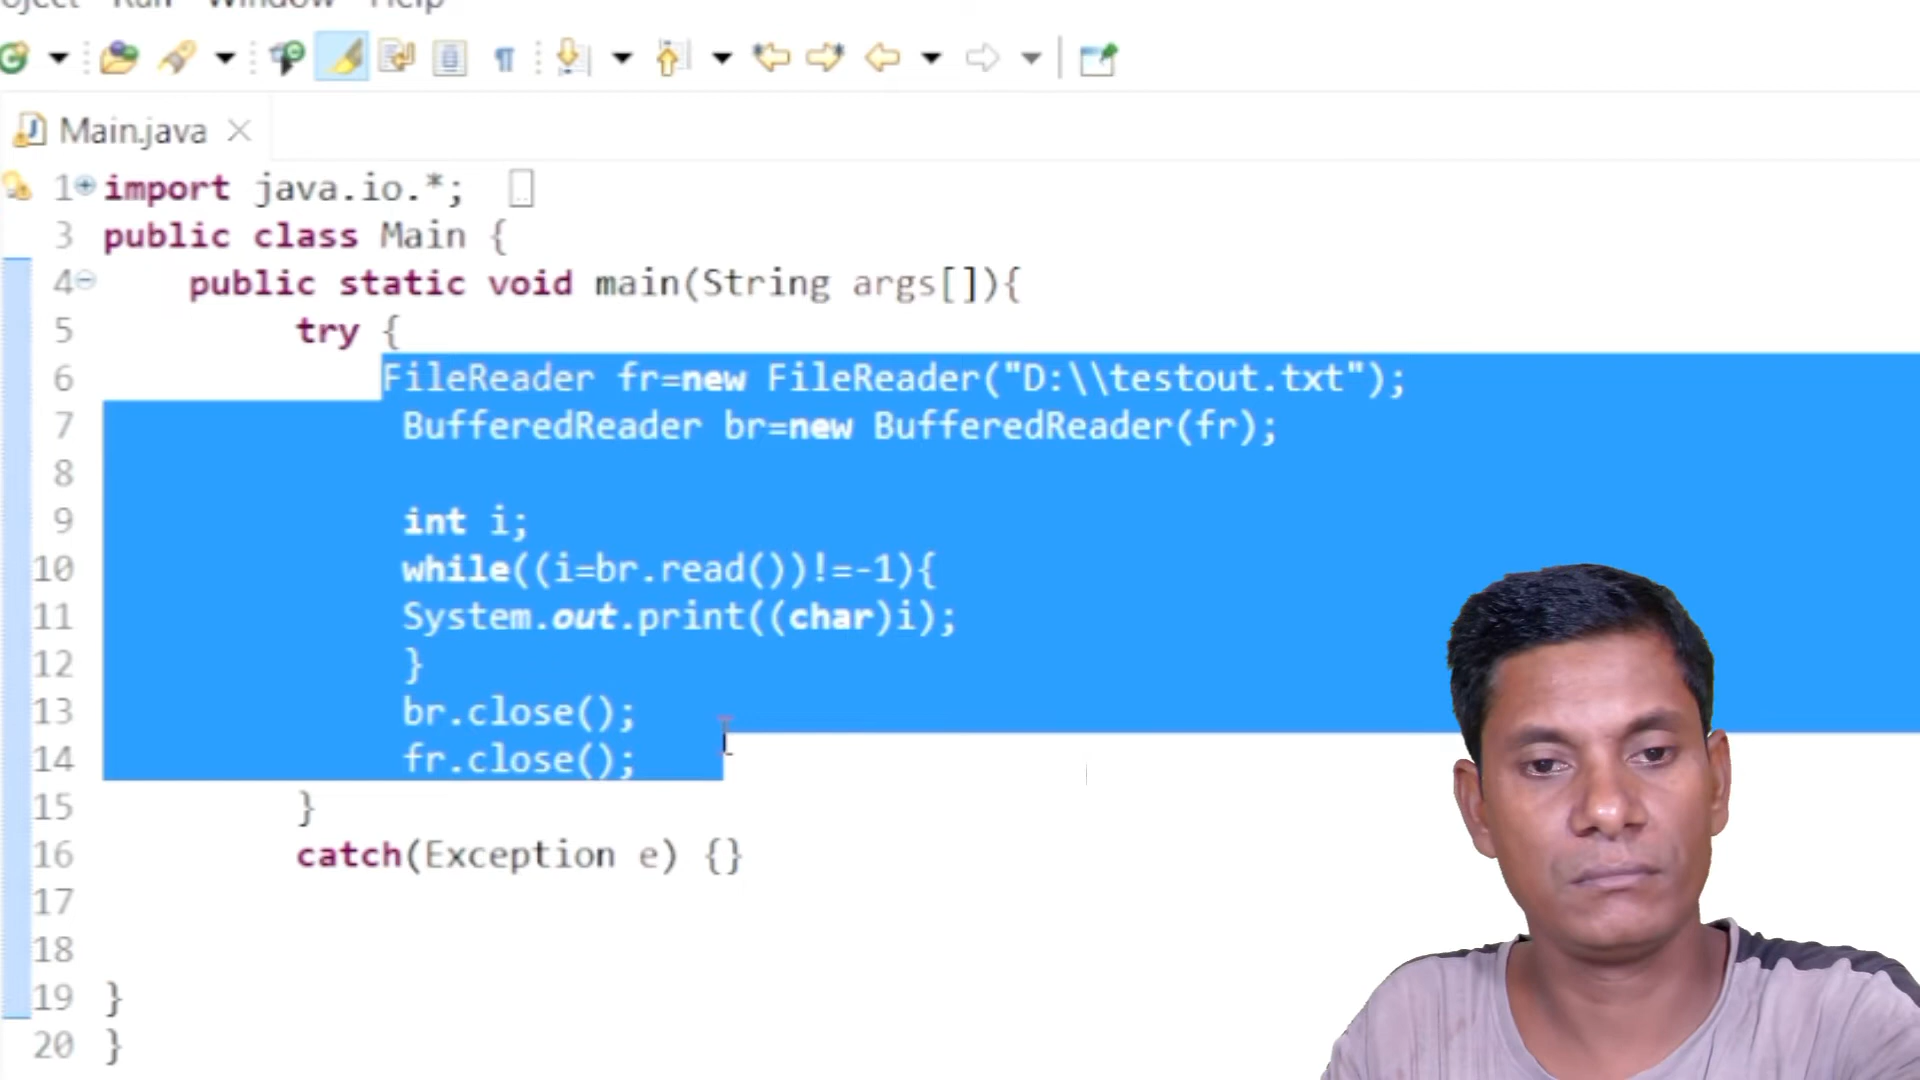 Run Window Help
Main.java
1 import java.io.*;
3 public class Main {
4 public static void main(String args[]){
5 try {
6 FileReader fr=new FileReader("D:\\testout.txt");
7 BufferedReader br=new BufferedReader(fr);
8
9 int i;
10 while((i=br.read())!=-1){
11 System.out.print((char)i);
12 }
13 br.close();
14 fr.close();
15 }
16 catch(Exception e) {}
17
18
19 }
20 }